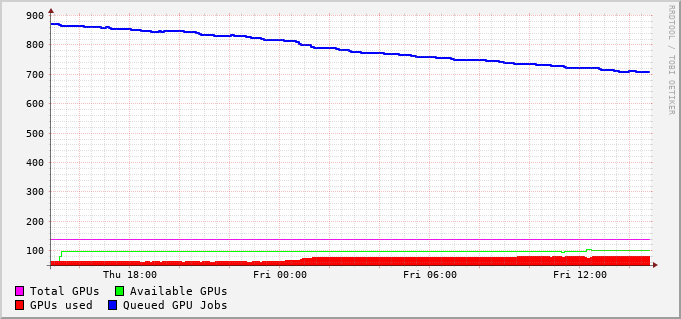 900
800
700
600
500
400
300
200
100
Thu 18:00 Fri 00:00 Fri 06:00 Fri 12:00
Total GPUs Available GPUs
GPUs used Queued GPU Jobs
RRDTOOL / TOBI OETIKER